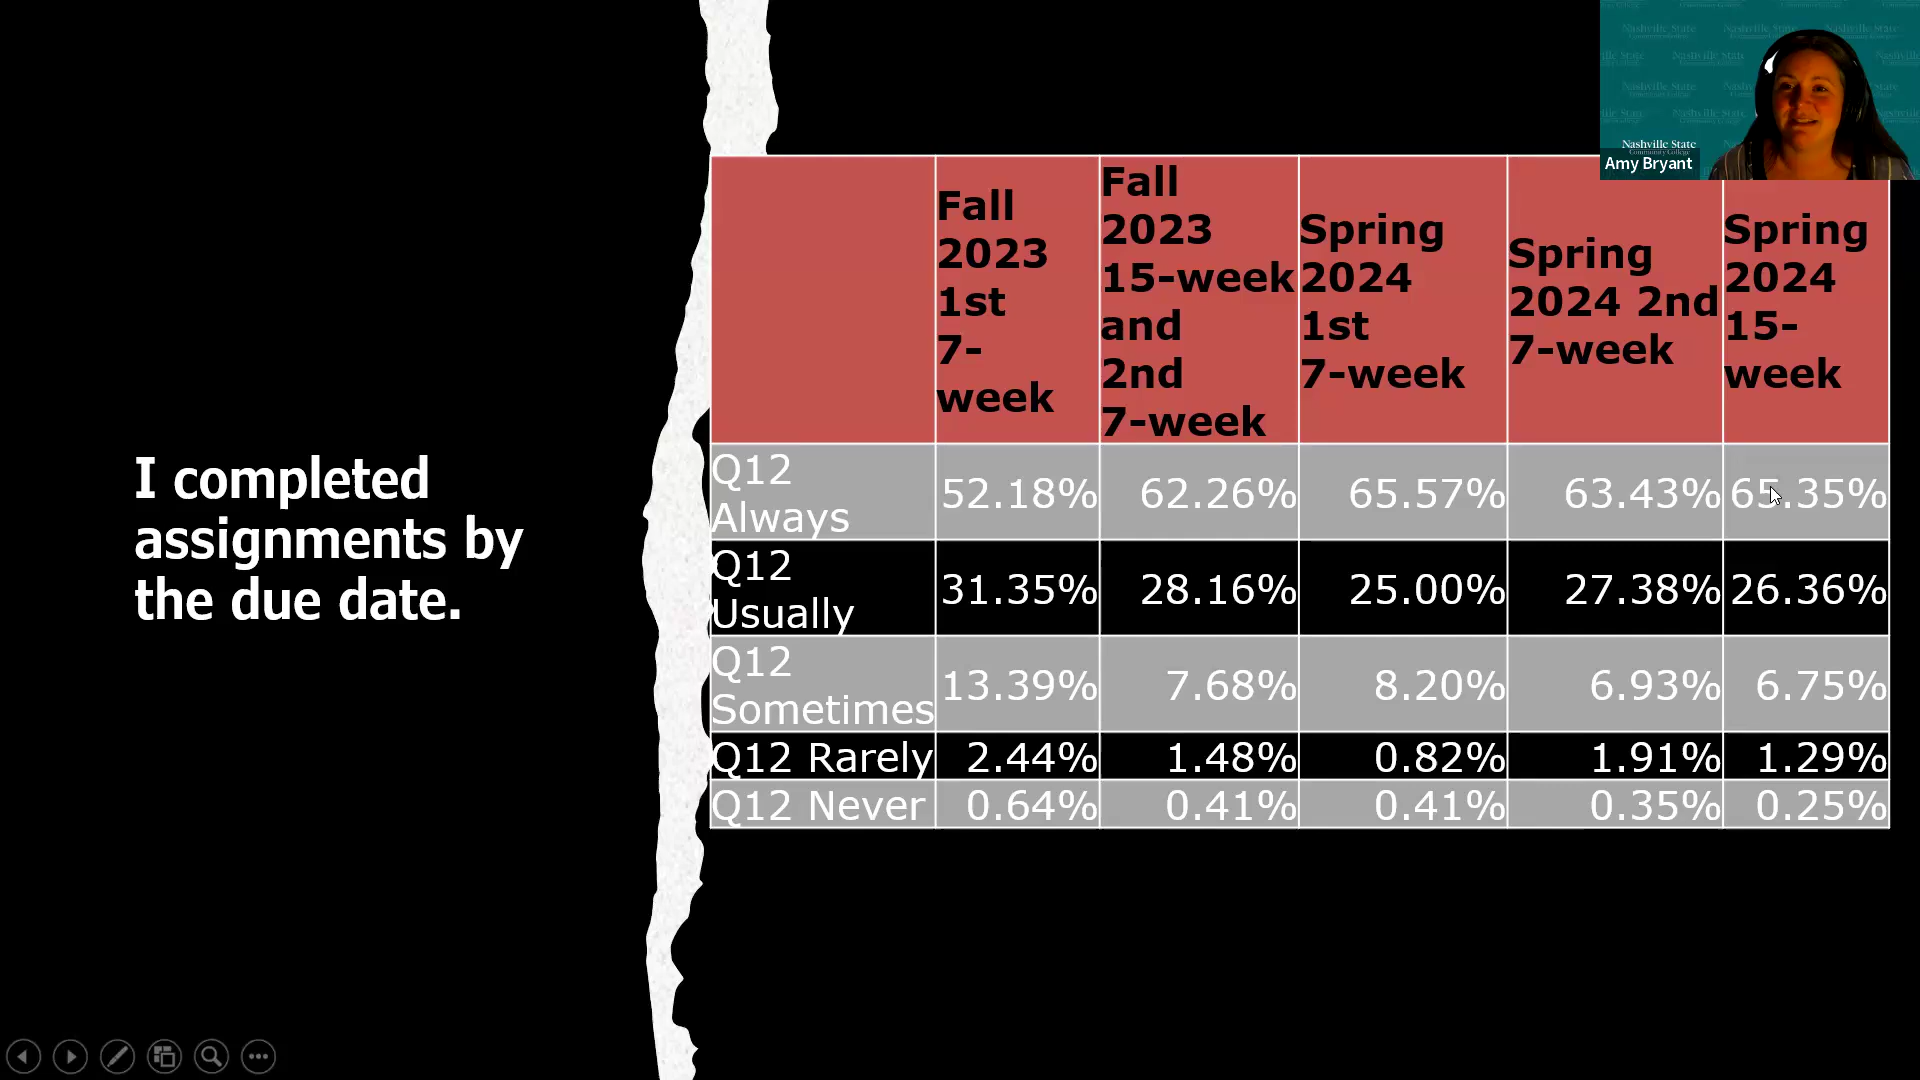 I completed
assignments by
the due date.
Fall
2023
1st
7-
week
Fall
2023
15-week
and
2nd
7-week
Spring
2024
1st
7-week
Spring
2024 2nd
7-week
Spring
2024
15-
week
Q12
Always
52.18%
62.26%
65.57%
63.43%
65.35%
Q12
Usually
31.35%
28.16%
25.00%
27.38%
26.36%
Q12
Sometimes
13.39%
7.68%
8.20%
6.93%
6.75%
Q12 Rarely
2.44%
1.48%
0.82%
1.91%
1.29%
Q12 Never
0.64%
0.41%
0.41%
0.35%
0.25%
Nashville State
Community College
Amy Bryant